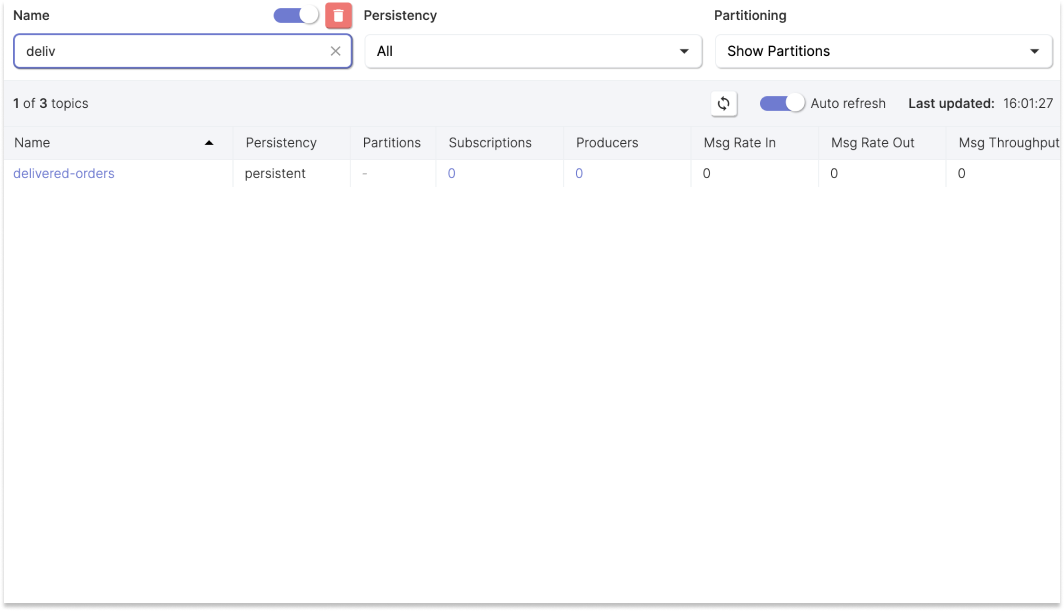 Name Persistency Partitioning
deliv All Show Partitions
1 of 3 topics Auto refresh Last updated: 16:01:27
Name Persistency Partitions Subscriptions Producers Msg Rate In Msg Rate Out Msg Throughput
delivered-orders persistent - 0 0 0 0 0